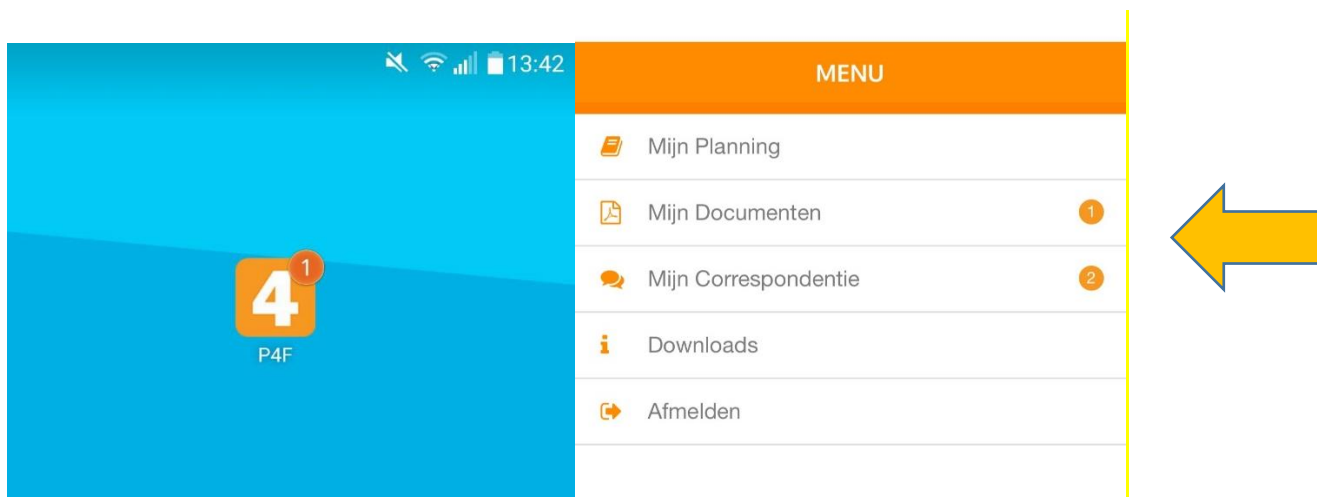 13:42
4
1
P4F
MENU
Mijn Planning
Mijn Documenten 1
Mijn Correspondentie 2
Downloads
Afmelden